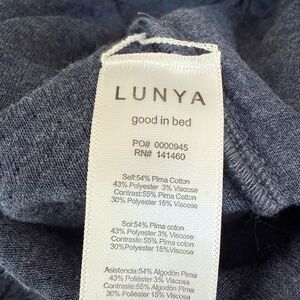 LUNYA
good in bed
PO# 0000945
RN# 141460
Self:54% Pima Cotton
43% Polyester 3% Viscose
Contrast:55% Pima Cotton
30% Polyester 15% Viscose
Soi:54% Pima coton
43% Polyester 3% Viscose
Contraste:55% Pima coton
30% Polyester 15% Viscose
Asistencia:54% Algodón Pima
43% Poliéster 3% Viscosa
Contraste:55% Algodón Pima
30% Poliéster 15% Viscosa